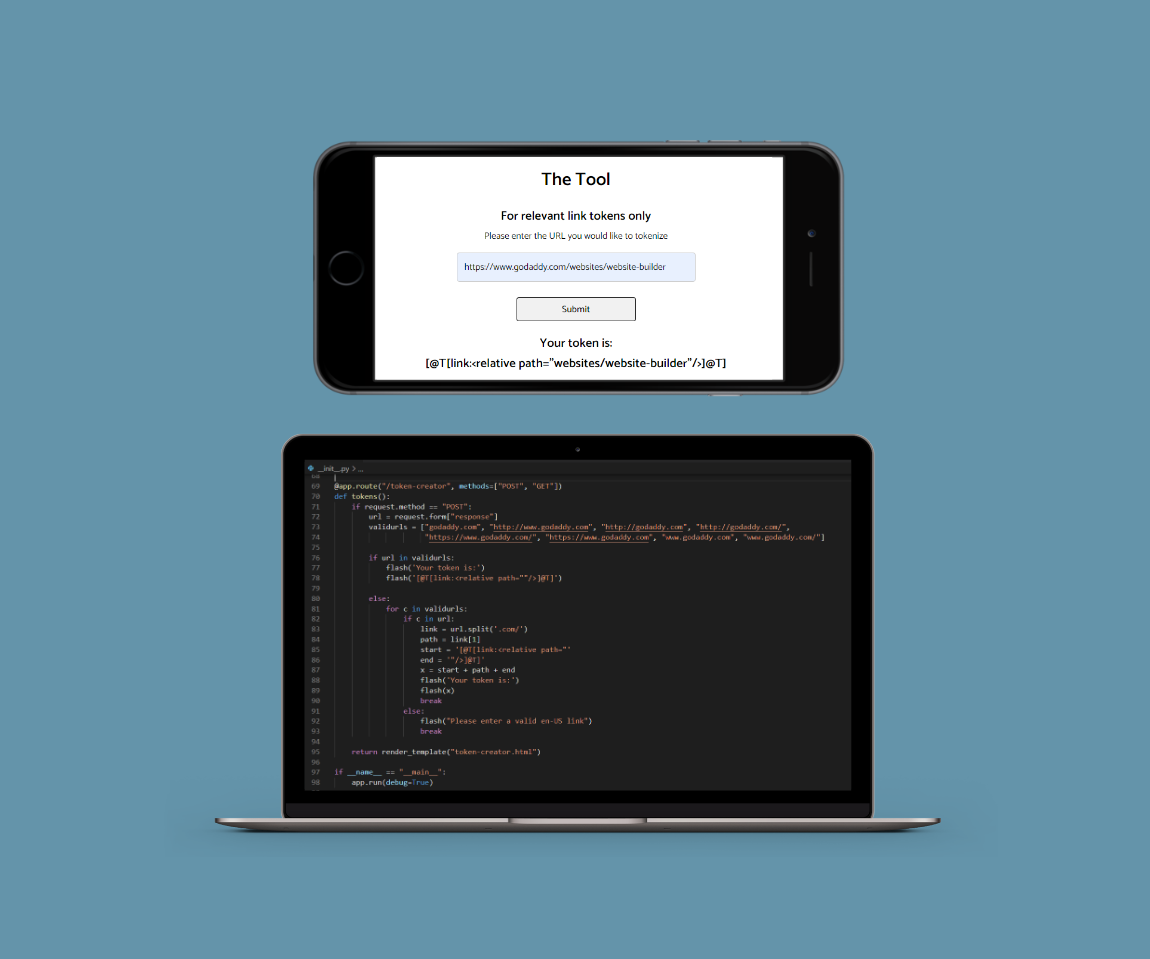 The Tool
For relevant link tokens only
Please enter the URL you would like to tokenize
https://www.godaddy.com/websites/website-builder
Submit
Your token is:
[@T[link:<relative path="websites/website-builder"/>]@T]
__init__.py > ...
68
69 @app.route("/token-creator", methods=["POST", "GET"])
70 def tokens():
71 if request.method == "POST":
72 url = request.form["response"]
73 validurls = ["godaddy.com", "http://www.godaddy.com", "http://godaddy.com", "http://godaddy.com/",
74 "https://www.godaddy.com/", "https://www.godaddy.com", "www.godaddy.com", "www.godaddy.com/"]
75
76 if url in validurls:
77 flash('Your token is:')
78 flash('[@T[link:<relative path=""/>]@T]')
79
80 else:
81 for c in validurls:
82 if c in url:
83 link = url.split('.com/')
84 path = link[1]
85 start = '[@T[link:<relative path="'
86 end = '"/>]@T]'
87 x = start + path + end
88 flash('Your token is:')
89 flash(x)
90 break
91 else:
92 flash("Please enter a valid en-US link")
93 break
94
95 return render_template("token-creator.html")
96
97 if __name__ == "__main__":
98 app.run(debug=True)